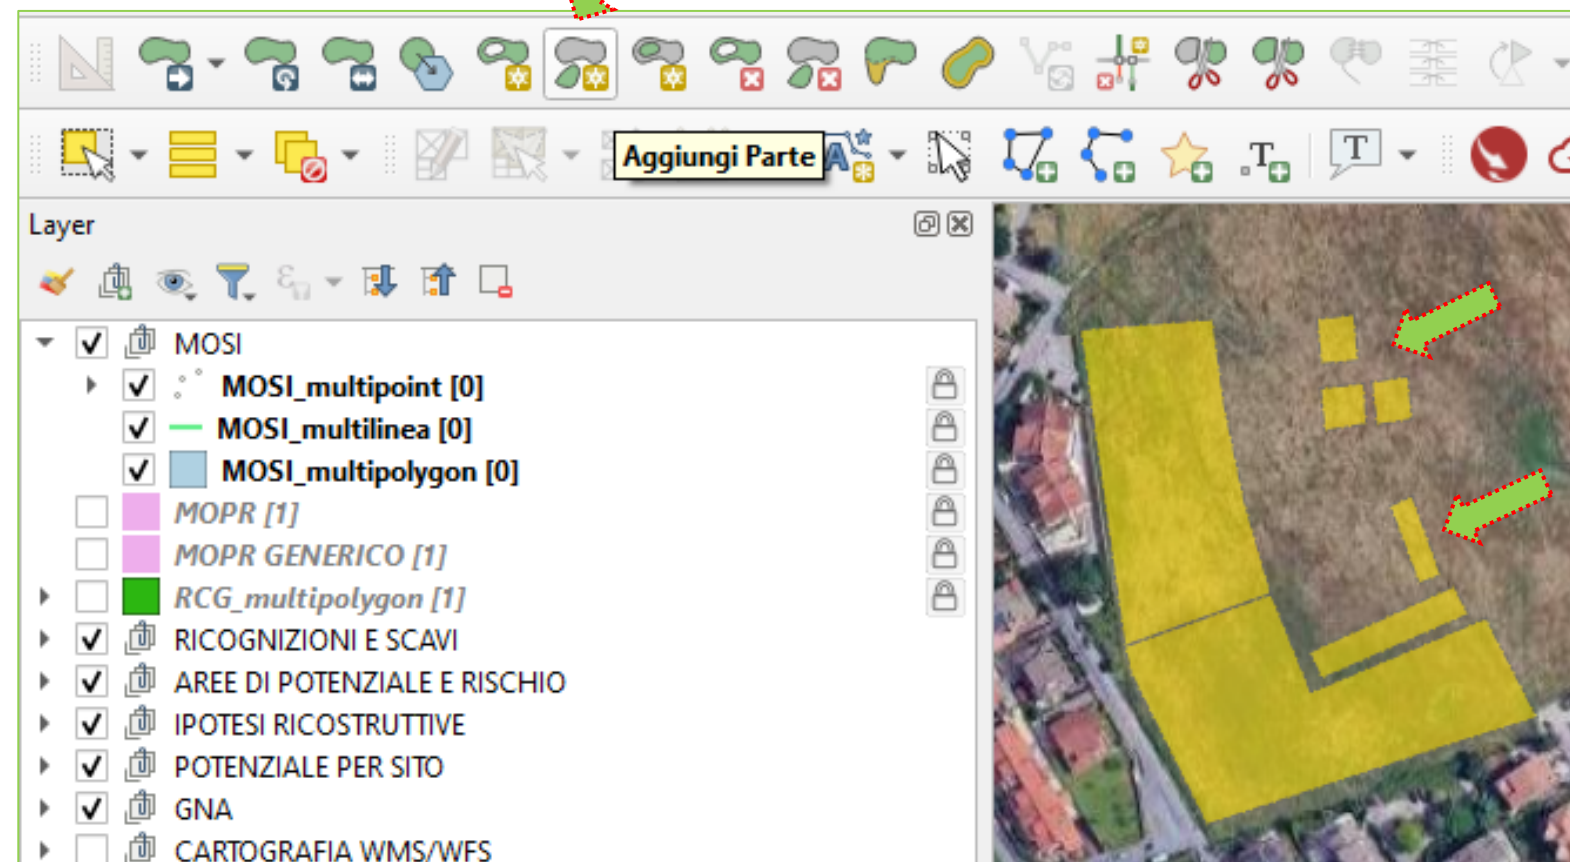 Aggiungi Parte
Layer
MOSI
MOSI_multipoint [0]
MOSI_multilinea [0]
MOSI_multipolygon [0]
MOPR [1]
MOPR GENERICO [1]
RCG_multipolygon [1]
RICOGNIZIONI E SCAVI
AREE DI POTENZIALE E RISCHIO
IPOTESI RICOSTRUTTIVE
POTENZIALE PER SITO
GNA
CARTOGRAFIA WMS/WFS